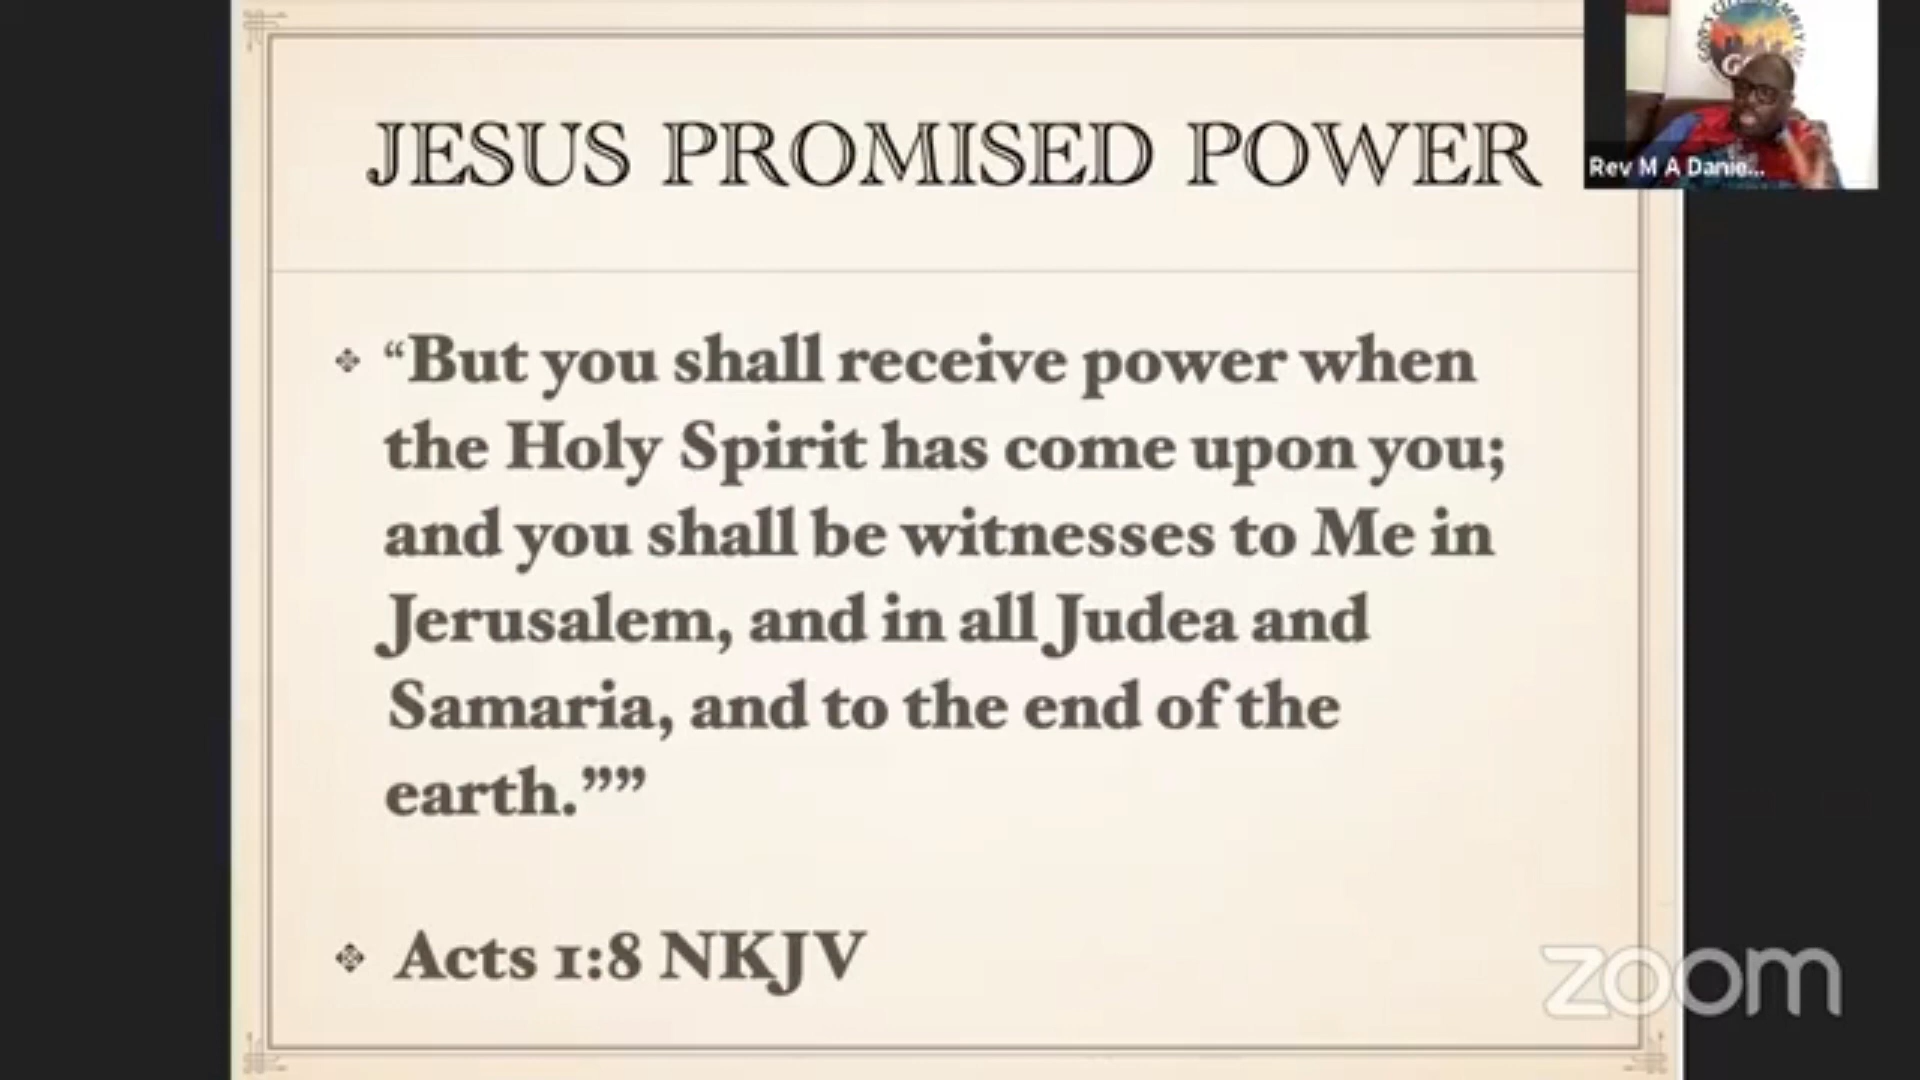 JESUS PROMISED POWER
Rev M A Danie...
“But you shall receive power when
the Holy Spirit has come upon you;
and you shall be witnesses to Me in
Jerusalem, and in all Judea and
Samaria, and to the end of the
earth.””
Acts 1:8 NKJV
zoom